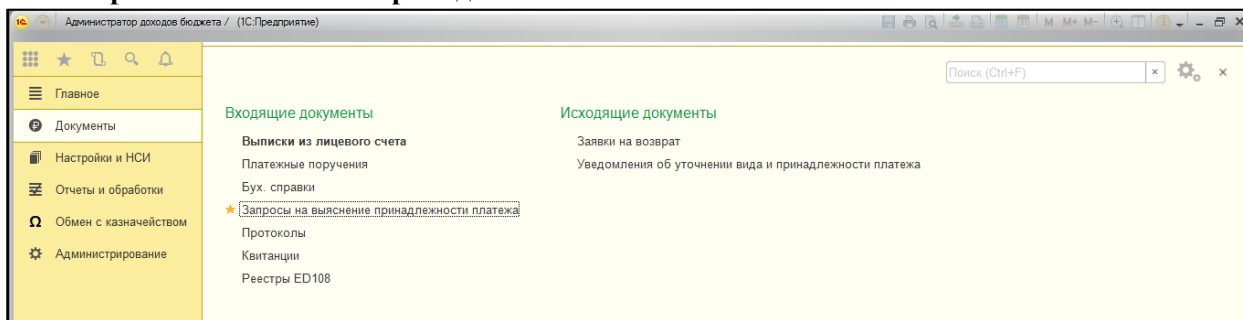 Администратор доходов бюджета / (1С:Предприятие)
M M+ M-
Поиск (Ctrl+F)
Главное
Документы
Настройки и НСИ
Отчеты и обработки
Обмен с казначейством
Администрирование
Входящие документы
Выписки из лицевого счета
Платежные поручения
Бух. справки
Запросы на выяснение принадлежности платежа
Протоколы
Квитанции
Реестры ED108
Исходящие документы
Заявки на возврат
Уведомления об уточнении вида и принадлежности платежа